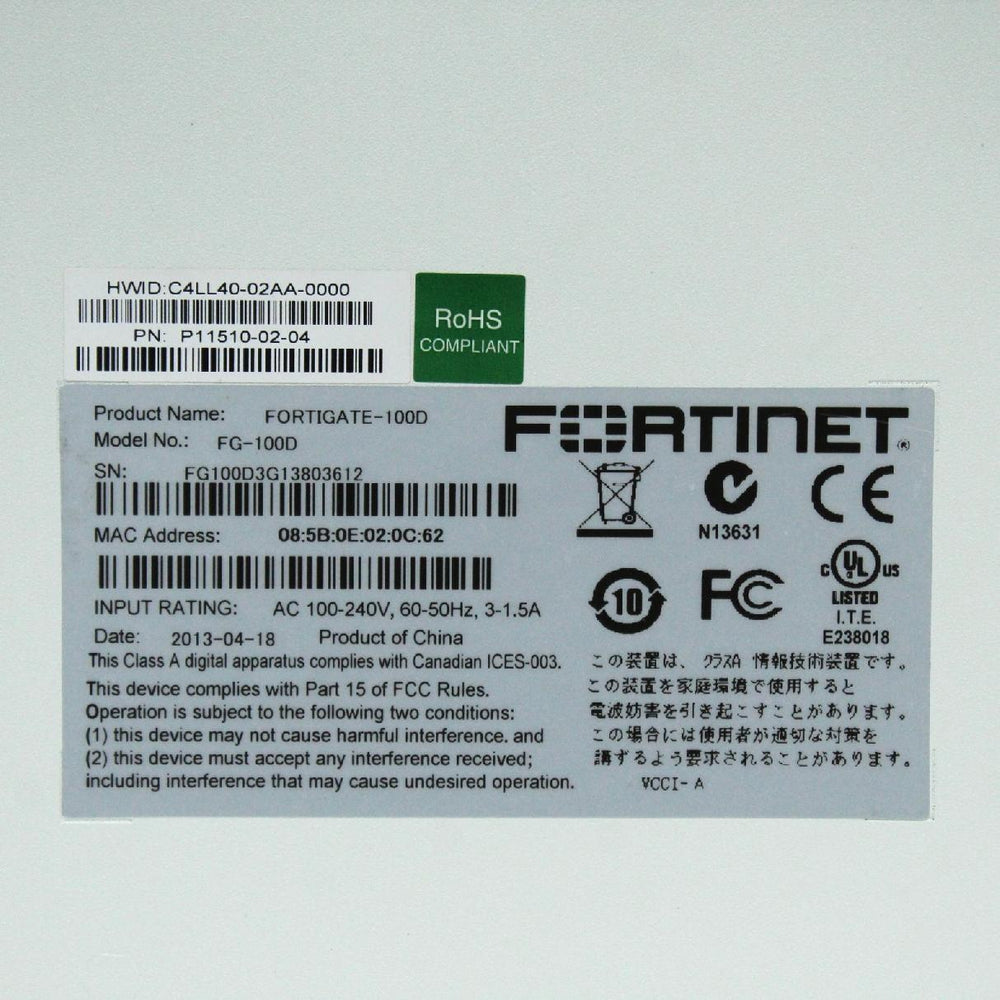 HWID:C4LL40-02AA-0000
PN: P11510-02-04
RoHS
COMPLIANT
Product Name: FORTIGATE-100D
Model No.: FG-100D
SN: FG100D3G13803612
MAC Address: 08:5B:0E:02:0C:62
INPUT RATING: AC 100-240V, 60-50Hz, 3-1.5A
Date: 2013-04-18 Product of China
This Class A digital apparatus complies with Canadian ICES-003.
This device complies with Part 15 of FCC Rules.
Operation is subject to the following two conditions:
(1) this device may not cause harmful interference. and
(2) this device must accept any interference received;
including interference that may cause undesired operation.
FORTINET®
CE
N13631
10
FC
c UL us
LISTED
I.T.E.
E238018
この装置は、クラスA 情報技術装置です。
この装置を家庭環境で使用すると
電波妨害を引き起こすことがあります。
この場合には使用者が適切な対策を
講ずるよう要求されることがあります。
VCCI-A